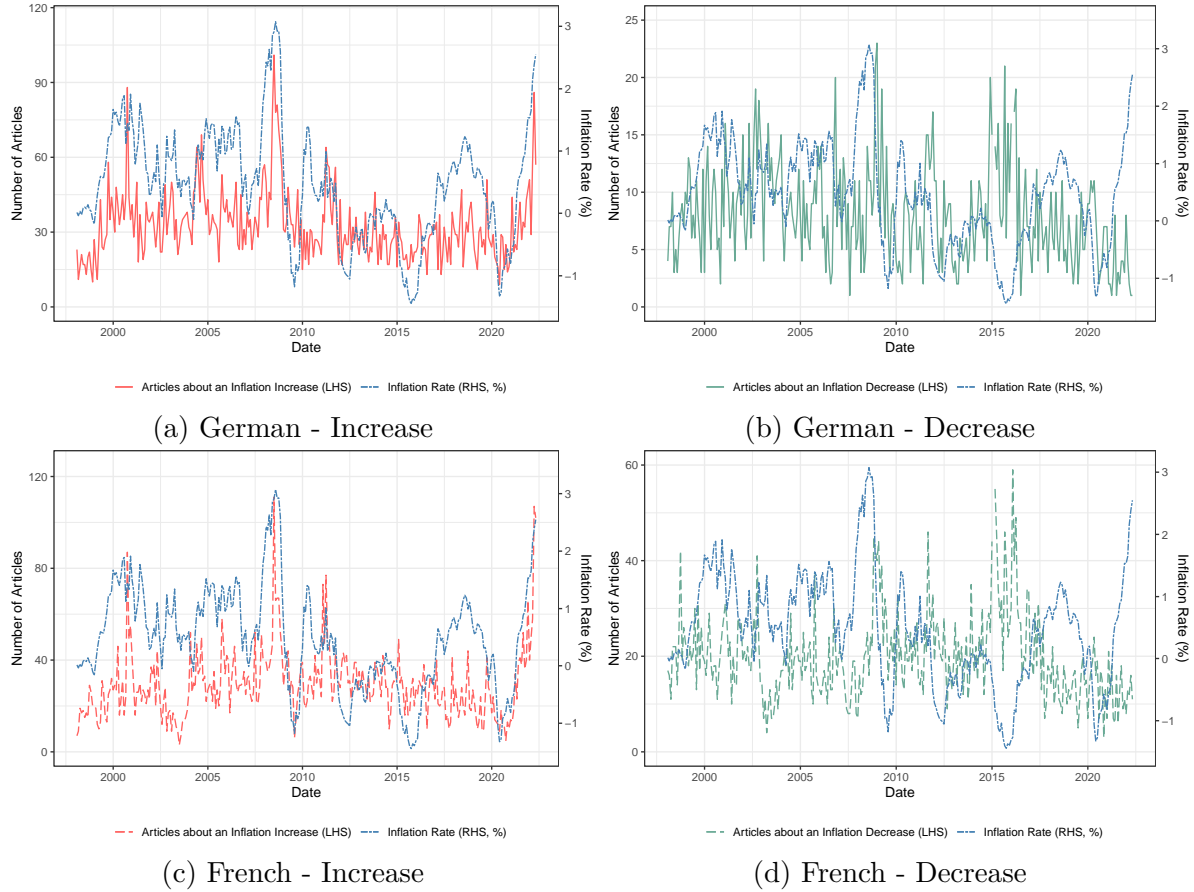 120
90
60
30
0
Number of Articles
3
2
1
0
−1
Inflation Rate (%)
2000 2005 2010 2015 2020
Date
Articles about an Inflation Increase (LHS) Inflation Rate (RHS, %)
(a) German - Increase
25
20
15
10
5
0
Number of Articles
3
2
1
0
−1
Inflation Rate (%)
2000 2005 2010 2015 2020
Date
Articles about an Inflation Decrease (LHS) Inflation Rate (RHS, %)
(b) German - Decrease
120
80
40
0
Number of Articles
3
2
1
0
−1
Inflation Rate (%)
2000 2005 2010 2015 2020
Date
Articles about an Inflation Increase (LHS) Inflation Rate (RHS, %)
(c) French - Increase
60
40
20
0
Number of Articles
3
2
1
0
−1
Inflation Rate (%)
2000 2005 2010 2015 2020
Date
Articles about an Inflation Decrease (LHS) Inflation Rate (RHS, %)
(d) French - Decrease